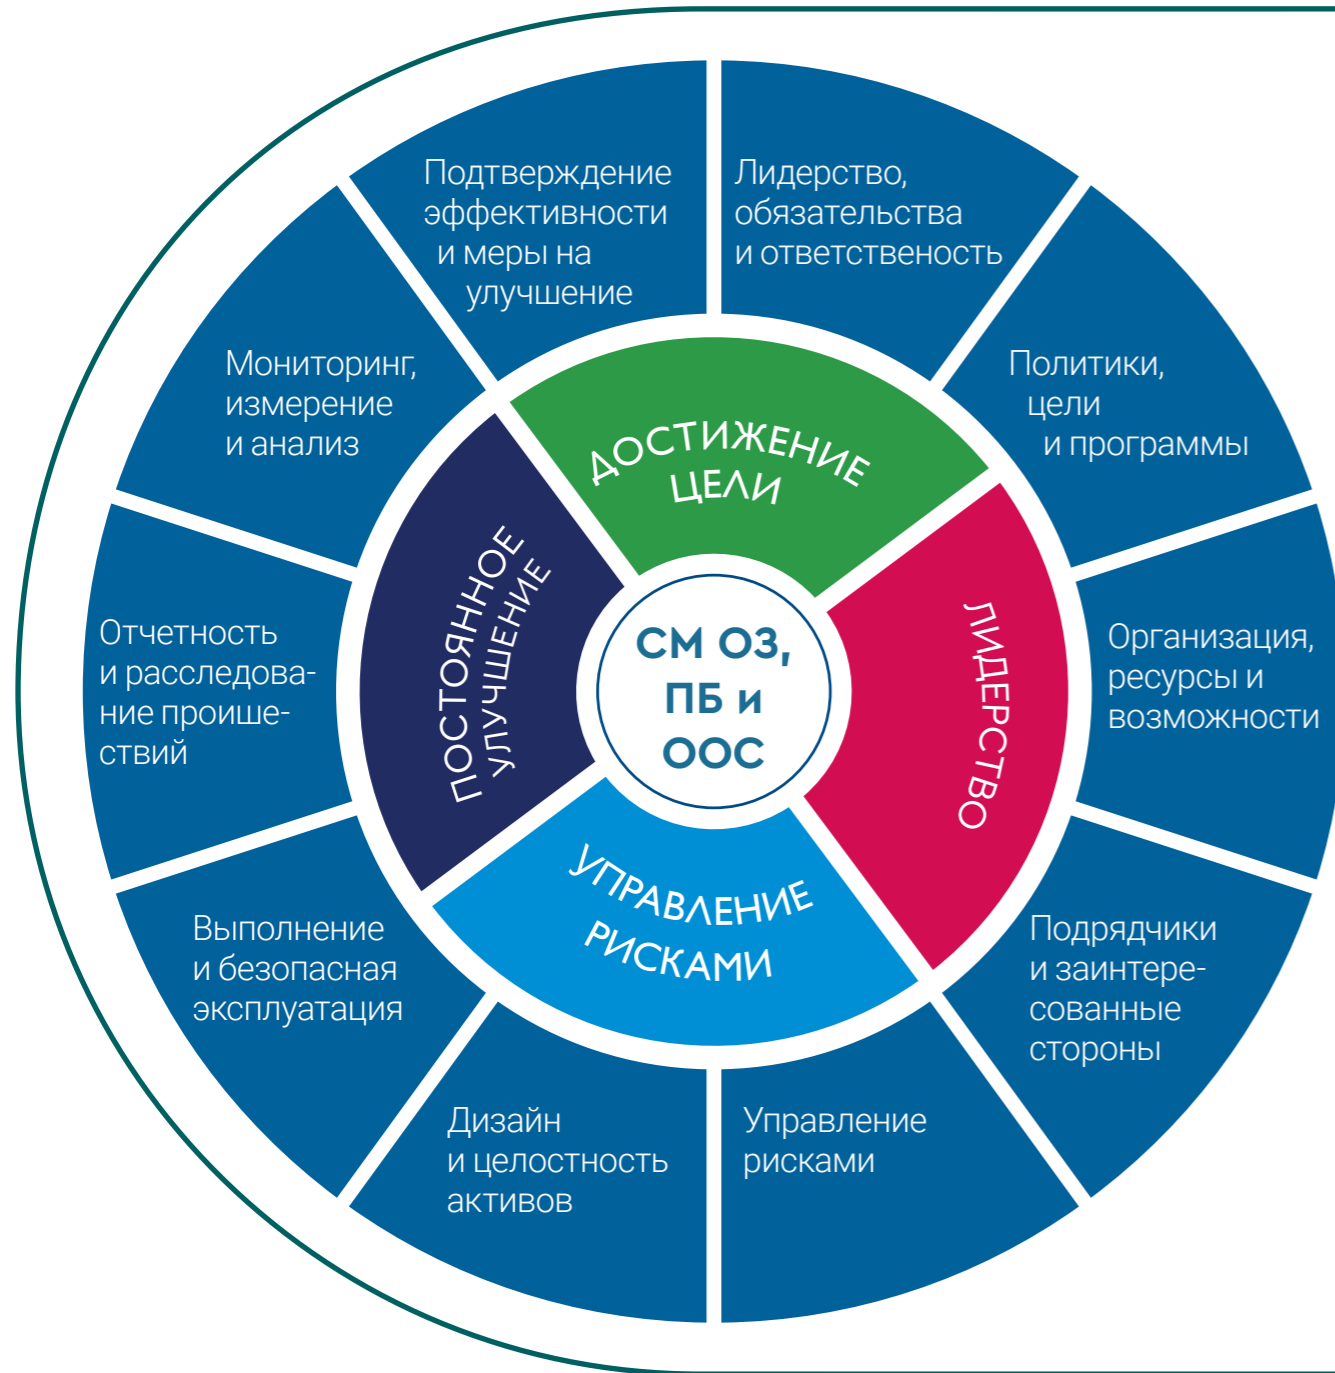 Подтверждение
эффективности
и меры на
улучшение
Лидерство,
обязательства
и ответственость
Политики,
цели
и программы
Организация,
ресурсы и
возможности
Подрядчики
и заинтере-
сованные
стороны
Управление
рисками
Дизайн
и целостность
активов
Выполнение
и безопасная
эксплуатация
Отчетность
и расследова-
ние проише-
ствий
Мониторинг,
измерение
и анализ
ДОСТИЖЕНИЕ
ЦЕЛИ
ЛИДЕРСТВО
УПРАВЛЕНИЕ
РИСКАМИ
ПОСТОЯННОЕ
УЛУЧШЕНИЕ
СМ ОЗ,
ПБ и
ООС